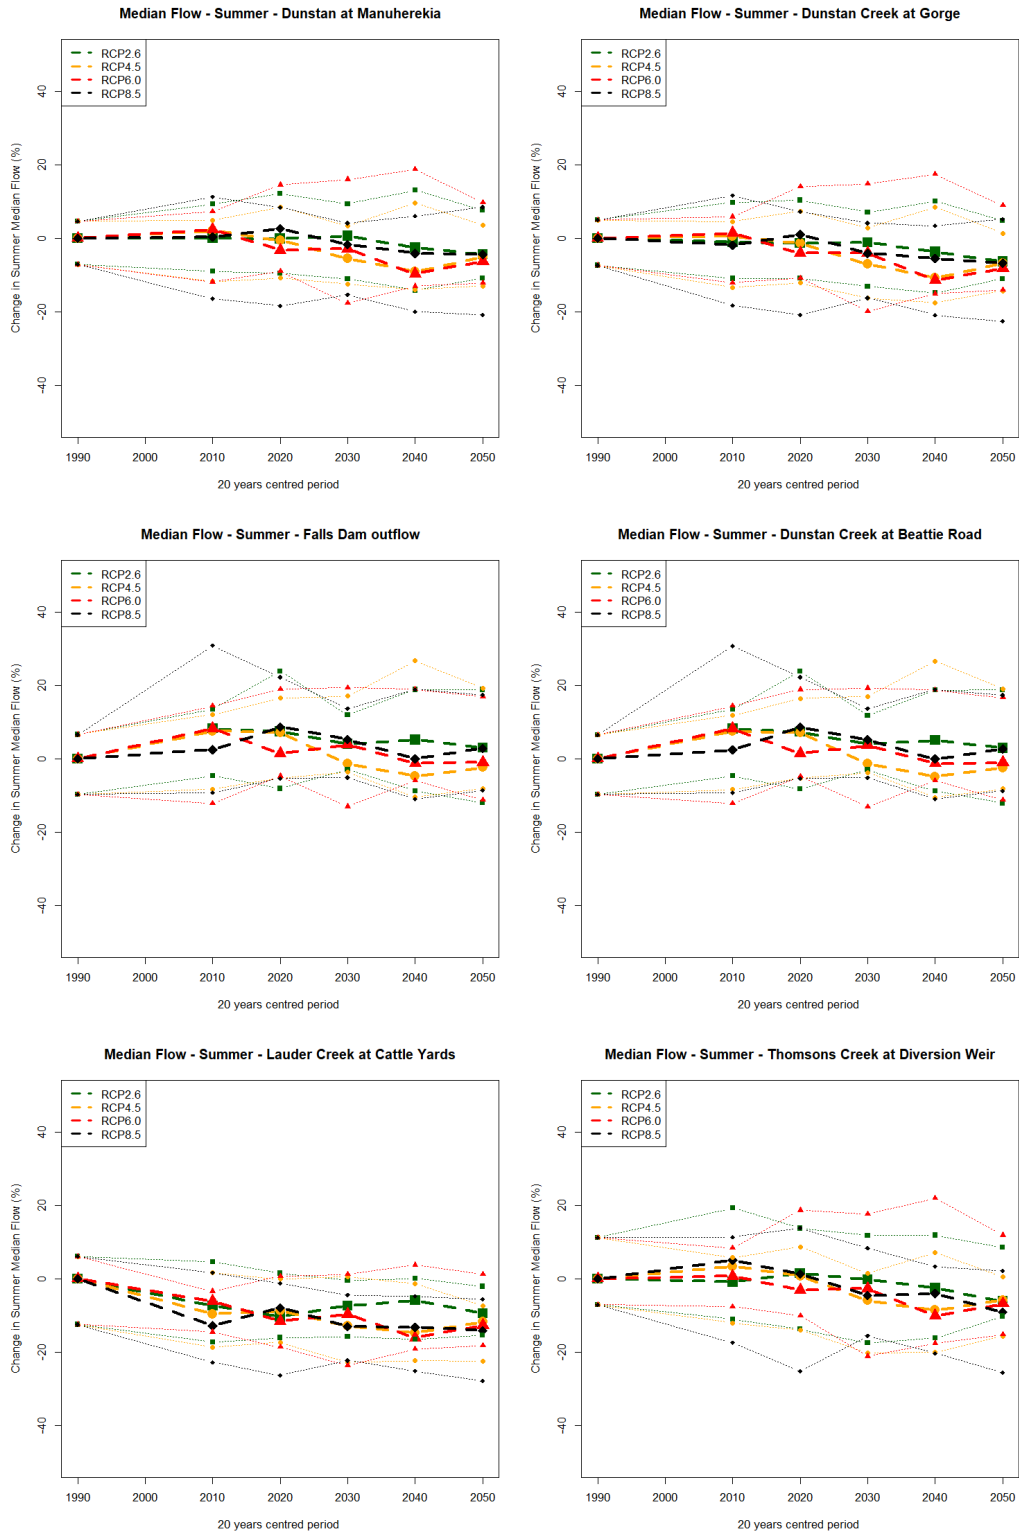 Median Flow - Summer - Dunstan at Manuherekia
RCP2.6
RCP4.5
RCP6.0
RCP8.5
Change in Summer Median Flow (%)
40
20
0
-20
-40
1990 2000 2010 2020 2030 2040 2050
20 years centred period
Median Flow - Summer - Dunstan Creek at Gorge
RCP2.6
RCP4.5
RCP6.0
RCP8.5
Change in Summer Median Flow (%)
40
20
0
-20
-40
1990 2000 2010 2020 2030 2040 2050
20 years centred period
Median Flow - Summer - Falls Dam outflow
RCP2.6
RCP4.5
RCP6.0
RCP8.5
Change in Summer Median Flow (%)
40
20
0
-20
-40
1990 2000 2010 2020 2030 2040 2050
20 years centred period
Median Flow - Summer - Dunstan Creek at Beattie Road
RCP2.6
RCP4.5
RCP6.0
RCP8.5
Change in Summer Median Flow (%)
40
20
0
-20
-40
1990 2000 2010 2020 2030 2040 2050
20 years centred period
Median Flow - Summer - Lauder Creek at Cattle Yards
RCP2.6
RCP4.5
RCP6.0
RCP8.5
Change in Summer Median Flow (%)
40
20
0
-20
-40
1990 2000 2010 2020 2030 2040 2050
20 years centred period
Median Flow - Summer - Thomsons Creek at Diversion Weir
RCP2.6
RCP4.5
RCP6.0
RCP8.5
Change in Summer Median Flow (%)
40
20
0
-20
-40
1990 2000 2010 2020 2030 2040 2050
20 years centred period